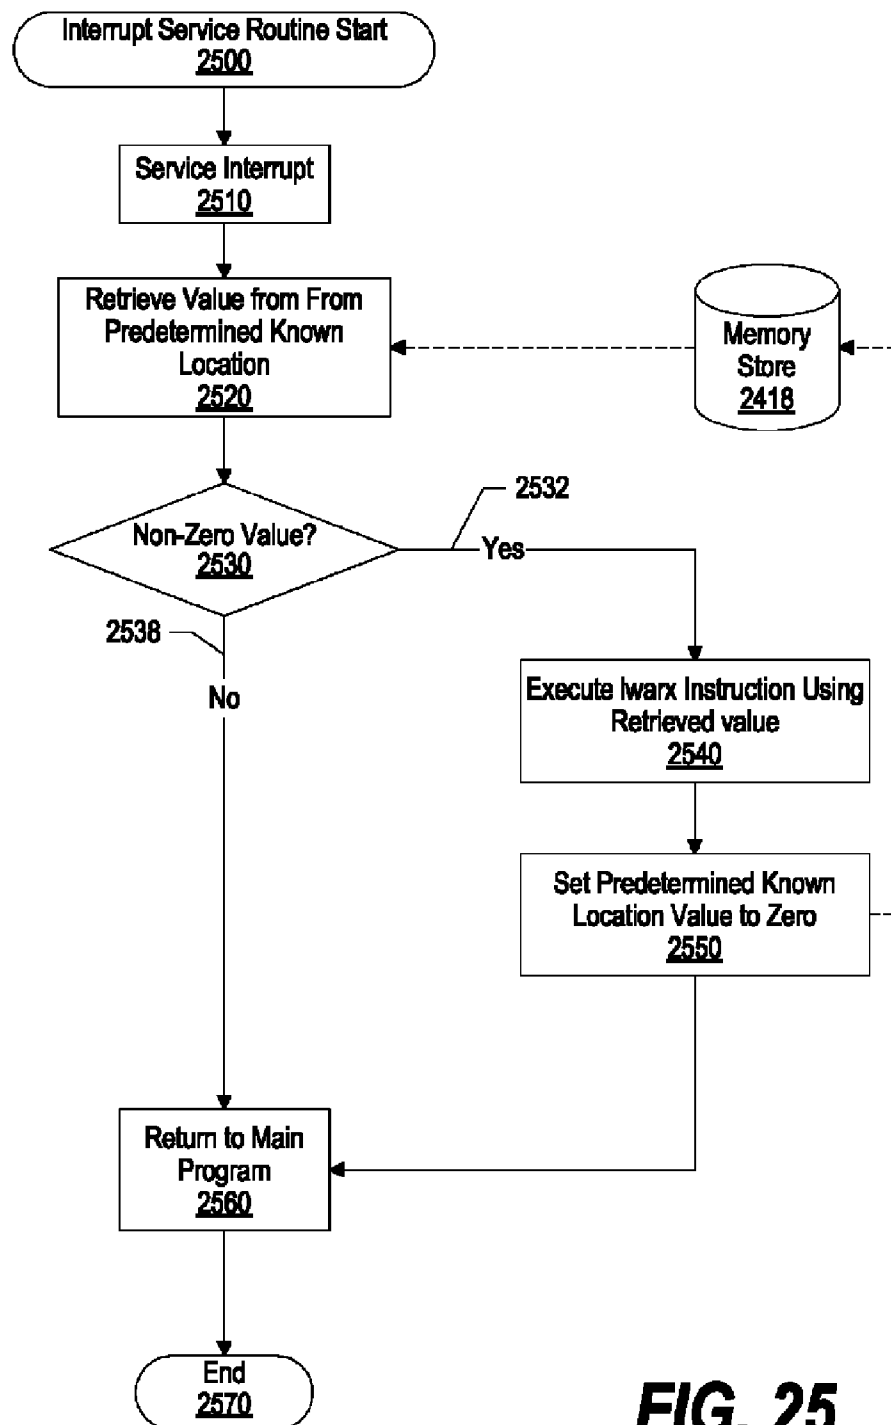 Interrupt Service Routine Start
2500
Service Interrupt
2510
Retrieve Value from From
Predetermined Known
Location
2520
Memory
Store
2418
Non-Zero Value?
2530
2532
Yes
2538
No
Execute lwarx Instruction Using
Retrieved value
2540
Set Predetermined Known
Location Value to Zero
2550
Return to Main
Program
2560
End
2570
FIG. 25